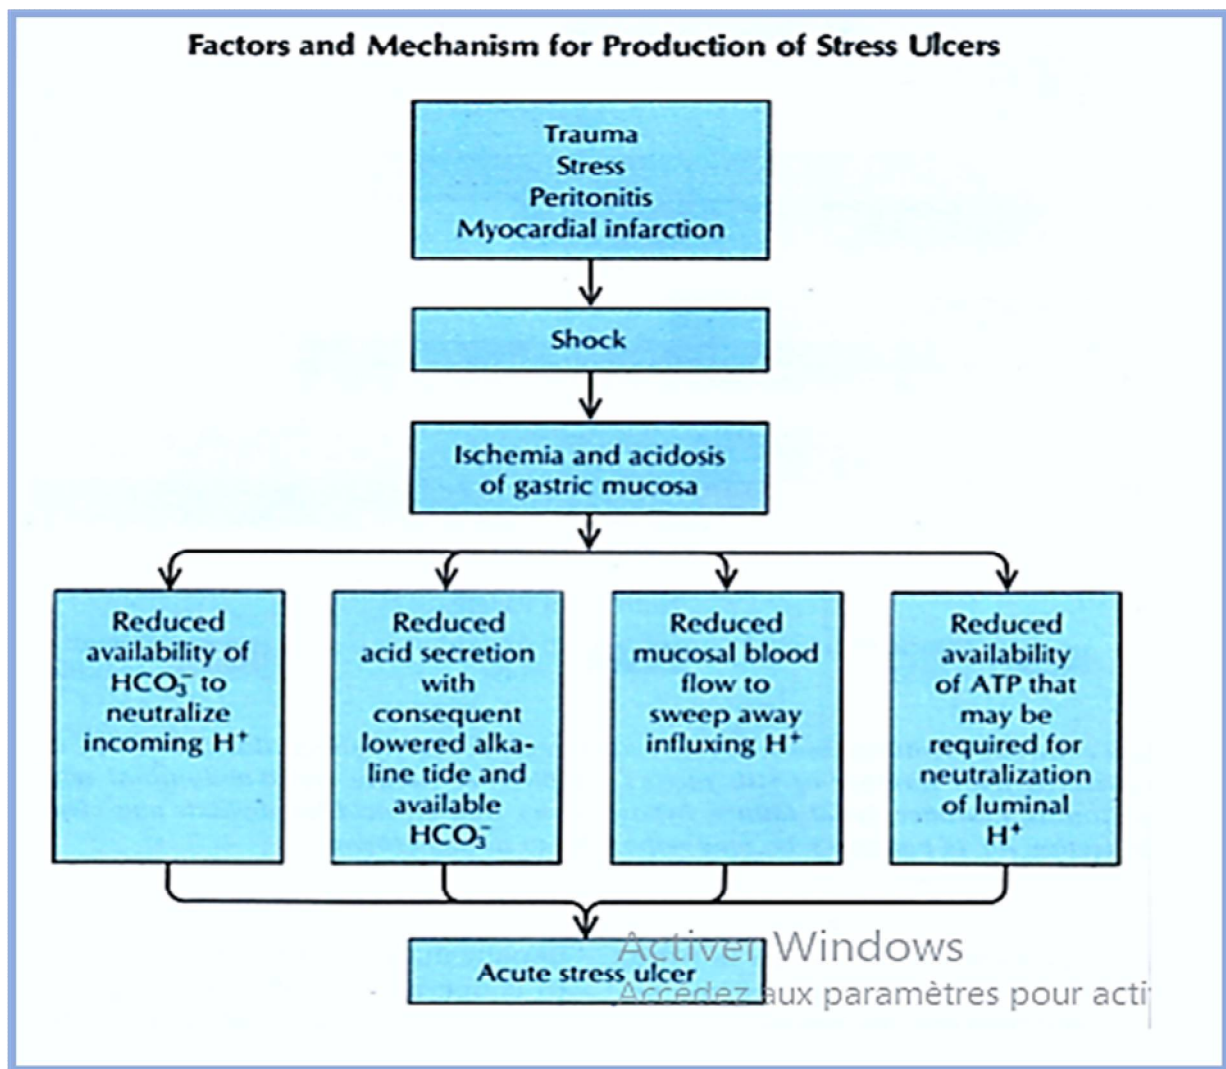 Factors and Mechanism for Production of Stress Ulcers
Trauma
Stress
Peritonitis
Myocardial infarction
Shock
Ischemia and acidosis
of gastric mucosa
Reduced
availability of
HCO₃⁻ to
neutralize
incoming H⁺
Reduced
acid secretion
with
consequent
lowered alka-
line tide and
available
HCO₃⁻
Reduced
mucosal blood
flow to
sweep away
influxing H⁺
Reduced
availability
of ATP that
may be
required for
neutralization
of luminal
H⁺
Acute stress ulcer
Activer Windows
Accédez aux paramètres pour acti